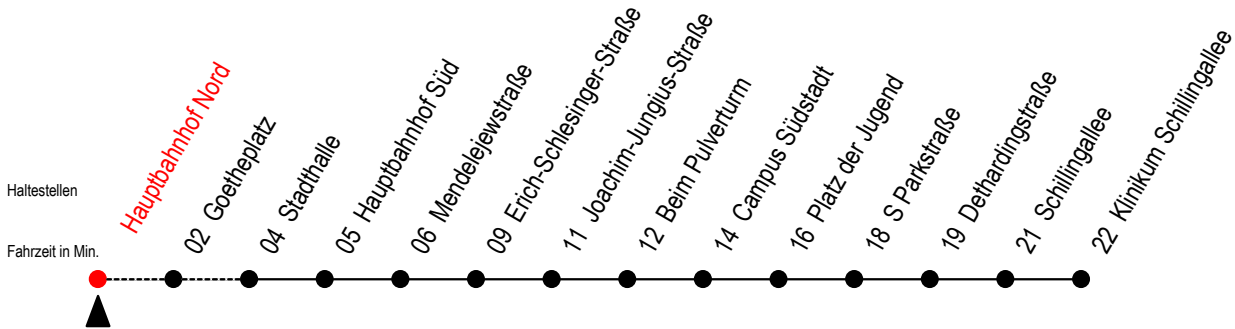 Haltestellen
Fahrzeit in Min.
Hauptbahnhof Nord
02 Goetheplatz
04 Stadthalle
05 Hauptbahnhof Süd
06 Mendelejewstraße
09 Erich-Schlesinger-Straße
11 Joachim-Jungius-Straße
12 Beim Pulverturm
14 Campus Südstadt
16 Platz der Jugend
18 S Parkstraße
19 Dethardingstraße
21 Schillingallee
22 Klinikum Schillingallee